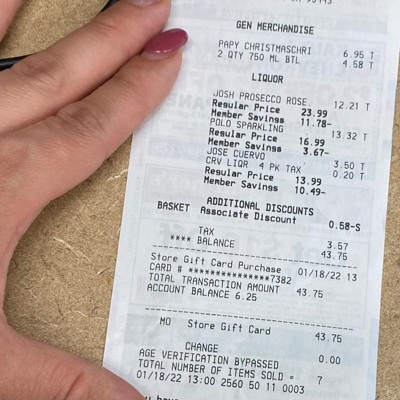 GEN MERCHANDISE
PAPY CHRISTMASCHRI 6.95 T
2 QTY 750 ML BTL 4.58 T
LIQUOR
JOSH PROSECCO ROSE. 12.21 T
Regular Price 23.99
Member Savings 11.78-
POLO SPARKLING 13.32 T
Regular Price 16.99
Member Savings 3.67-
JOSE CUERVO 3.50 T
CRV LIQR 4 PK TAX 0.20 T
Regular Price 13.99
Member Savings 10.49-
ADDITIONAL DISCOUNTS
BASKET Associate Discount 0.58-S
TAX 3.57
**** BALANCE 43.75
Store Gift Card Purchase 01/18/22 13
CARD # **************7382
TOTAL TRANSACTION AMOUNT 43.75
ACCOUNT BALANCE 6.25
MO Store Gift Card 43.75
CHANGE 0.00
AGE VERIFICATION BYPASSED
TOTAL NUMBER OF ITEMS SOLD = 7
01/18/22 13:00 2560 50 11 0003